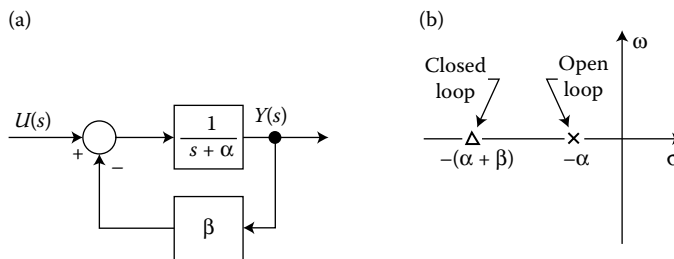 (a)
U(s)
+
−
1
s + α
Y(s)
β
(b)
ω
Closed
loop
Open
loop
−(α + β)
−α